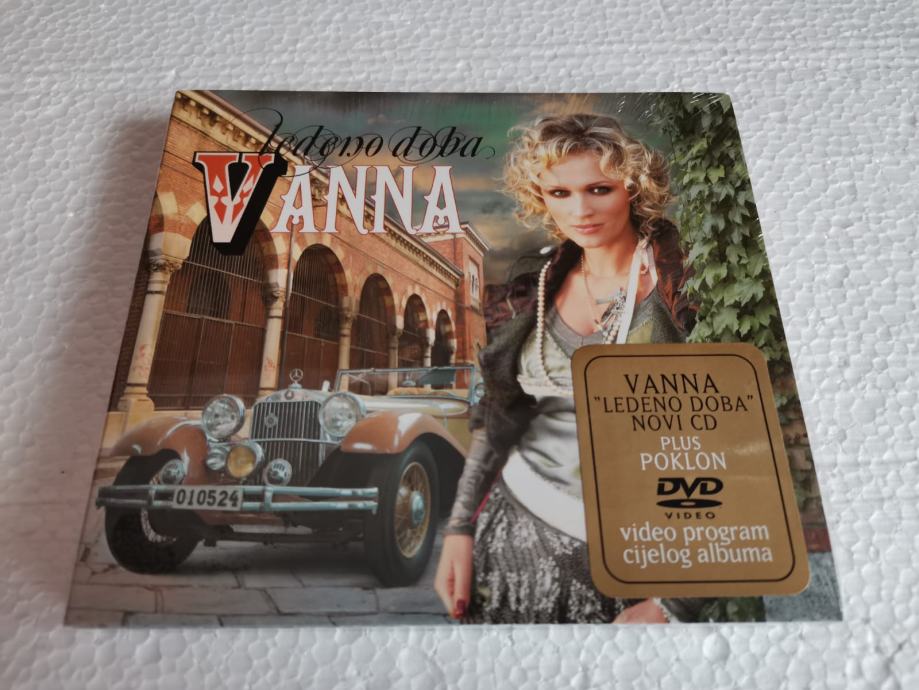 ledeno doba
VANNA
010524
VANNA
"LEDENO DOBA"
NOVI CD
PLUS
POKLON
DVD
VIDEO
video program
cijelog albuma